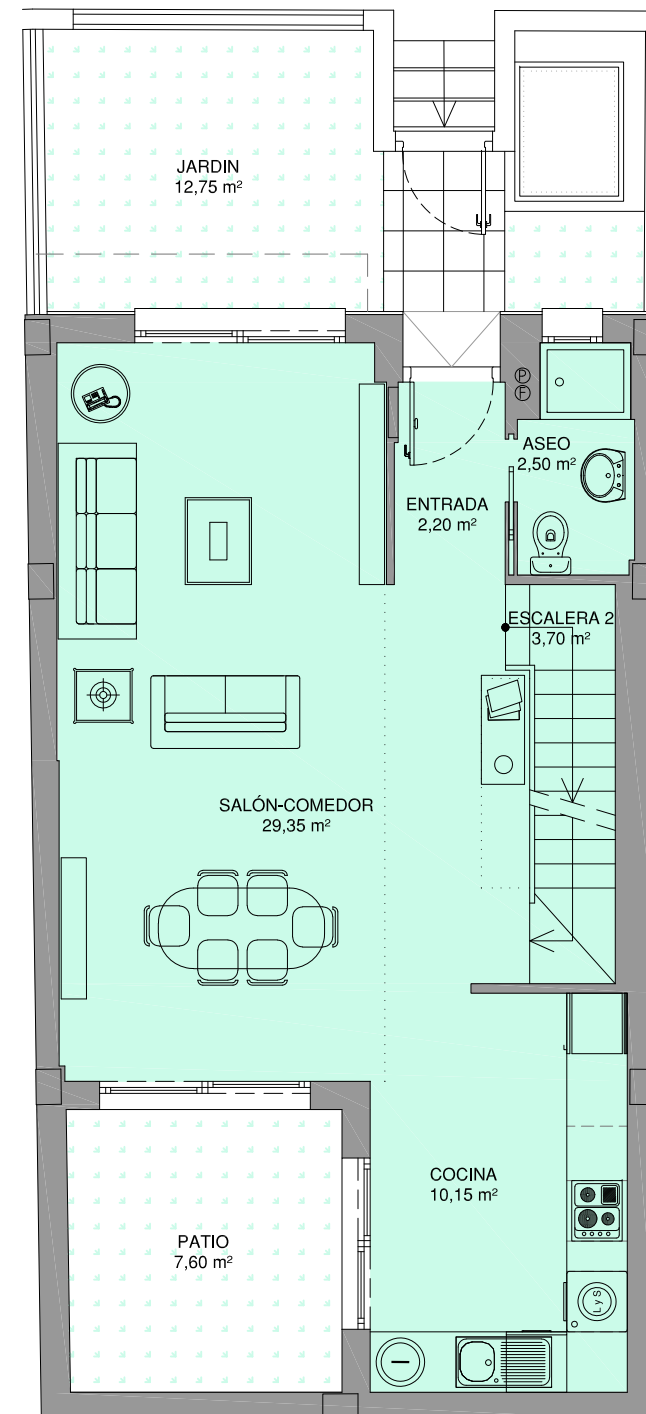 JARDIN
12,75 m²
P
F
ASEO
2,50 m²
ENTRADA
2,20 m²
ESCALERA 2
3,70 m²
SALÓN-COMEDOR
29,35 m²
COCINA
10,15 m²
PATIO
7,60 m²
L y S